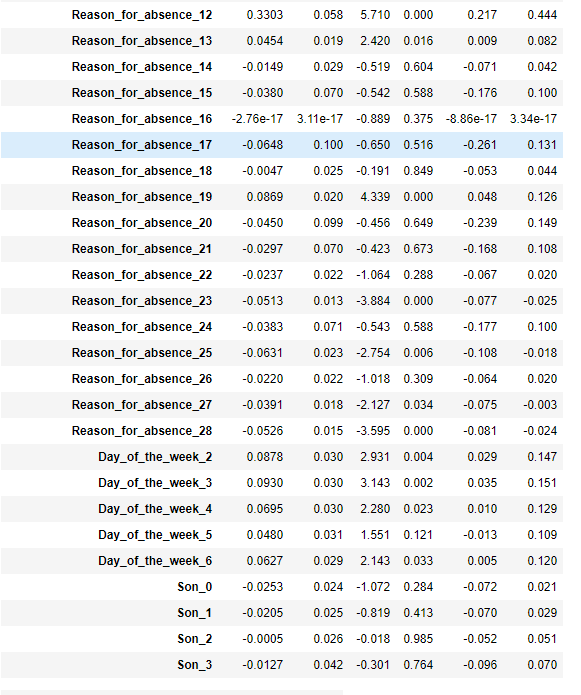 Reason_for_absence_12 0.3303 0.058 5.710 0.000 0.217 0.444
Reason_for_absence_13 0.0454 0.019 2.420 0.016 0.009 0.082
Reason_for_absence_14 -0.0149 0.029 -0.519 0.604 -0.071 0.042
Reason_for_absence_15 -0.0380 0.070 -0.542 0.588 -0.176 0.100
Reason_for_absence_16 -2.76e-17 3.11e-17 -0.889 0.375 -8.86e-17 3.34e-17
Reason_for_absence_17 -0.0648 0.100 -0.650 0.516 -0.261 0.131
Reason_for_absence_18 -0.0047 0.025 -0.191 0.849 -0.053 0.044
Reason_for_absence_19 0.0869 0.020 4.339 0.000 0.048 0.126
Reason_for_absence_20 -0.0450 0.099 -0.456 0.649 -0.239 0.149
Reason_for_absence_21 -0.0297 0.070 -0.423 0.673 -0.168 0.108
Reason_for_absence_22 -0.0237 0.022 -1.064 0.288 -0.067 0.020
Reason_for_absence_23 -0.0513 0.013 -3.884 0.000 -0.077 -0.025
Reason_for_absence_24 -0.0383 0.071 -0.543 0.588 -0.177 0.100
Reason_for_absence_25 -0.0631 0.023 -2.754 0.006 -0.108 -0.018
Reason_for_absence_26 -0.0220 0.022 -1.018 0.309 -0.064 0.020
Reason_for_absence_27 -0.0391 0.018 -2.127 0.034 -0.075 -0.003
Reason_for_absence_28 -0.0526 0.015 -3.595 0.000 -0.081 -0.024
Day_of_the_week_2 0.0878 0.030 2.931 0.004 0.029 0.147
Day_of_the_week_3 0.0930 0.030 3.143 0.002 0.035 0.151
Day_of_the_week_4 0.0695 0.030 2.280 0.023 0.010 0.129
Day_of_the_week_5 0.0480 0.031 1.551 0.121 -0.013 0.109
Day_of_the_week_6 0.0627 0.029 2.143 0.033 0.005 0.120
Son_0 -0.0253 0.024 -1.072 0.284 -0.072 0.021
Son_1 -0.0205 0.025 -0.819 0.413 -0.070 0.029
Son_2 -0.0005 0.026 -0.018 0.985 -0.052 0.051
Son_3 -0.0127 0.042 -0.301 0.764 -0.096 0.070